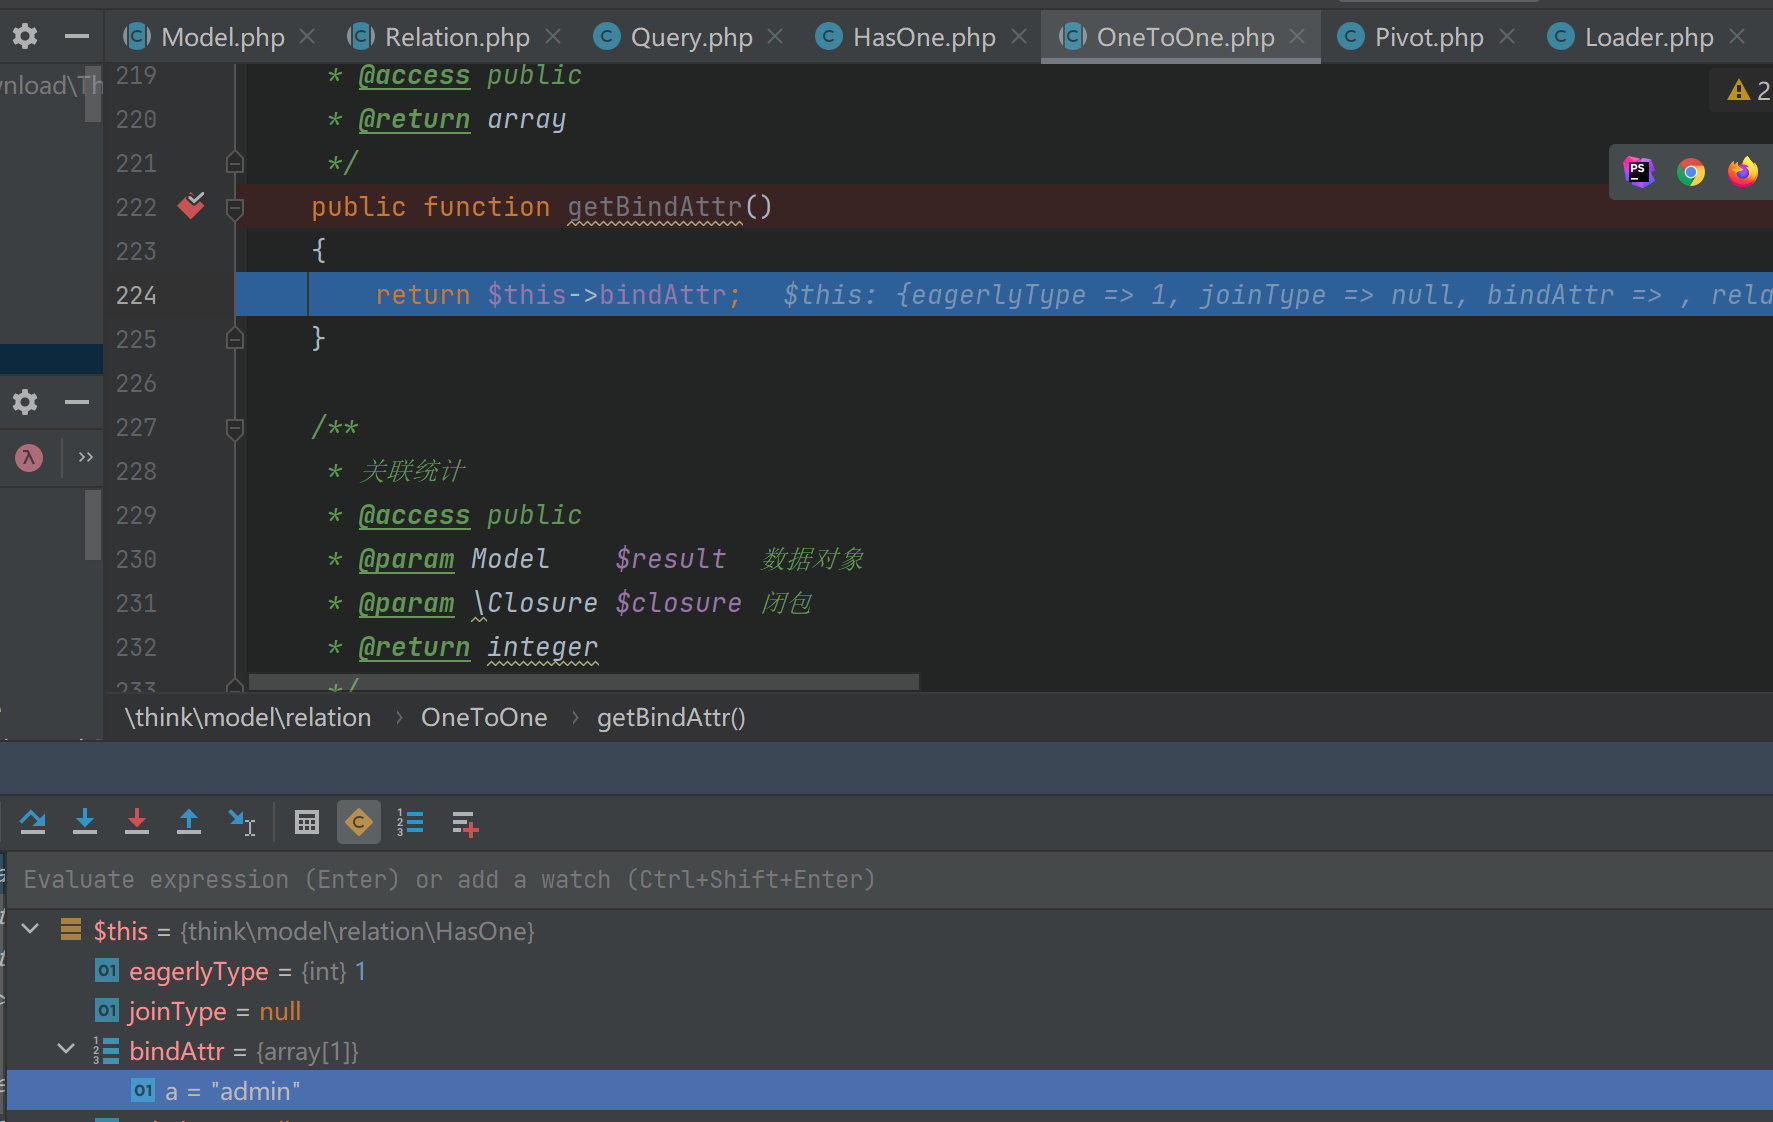 Model.php Relation.php Query.php HasOne.php OneToOne.php Pivot.php Loader.php
219 * @access public
220 * @return array
221 */
222 public function getBindAttr()
223 {
224 return $this->bindAttr; $this: {eagerlyType => 1, joinType => null, bindAttr => , rela
225 }
226
227 /**
228 * 关联统计
229 * @access public
230 * @param Model $result 数据对象
231 * @param \Closure $closure 闭包
232 * @return integer
233 */
nload\Th
2
PS
λ
\think\model\relation › OneToOne › getBindAttr()
Evaluate expression (Enter) or add a watch (Ctrl+Shift+Enter)
$this = {think\model\relation\HasOne}
01 eagerlyType = {int} 1
01 joinType = null
bindAttr = {array[1]}
01 a = "admin"